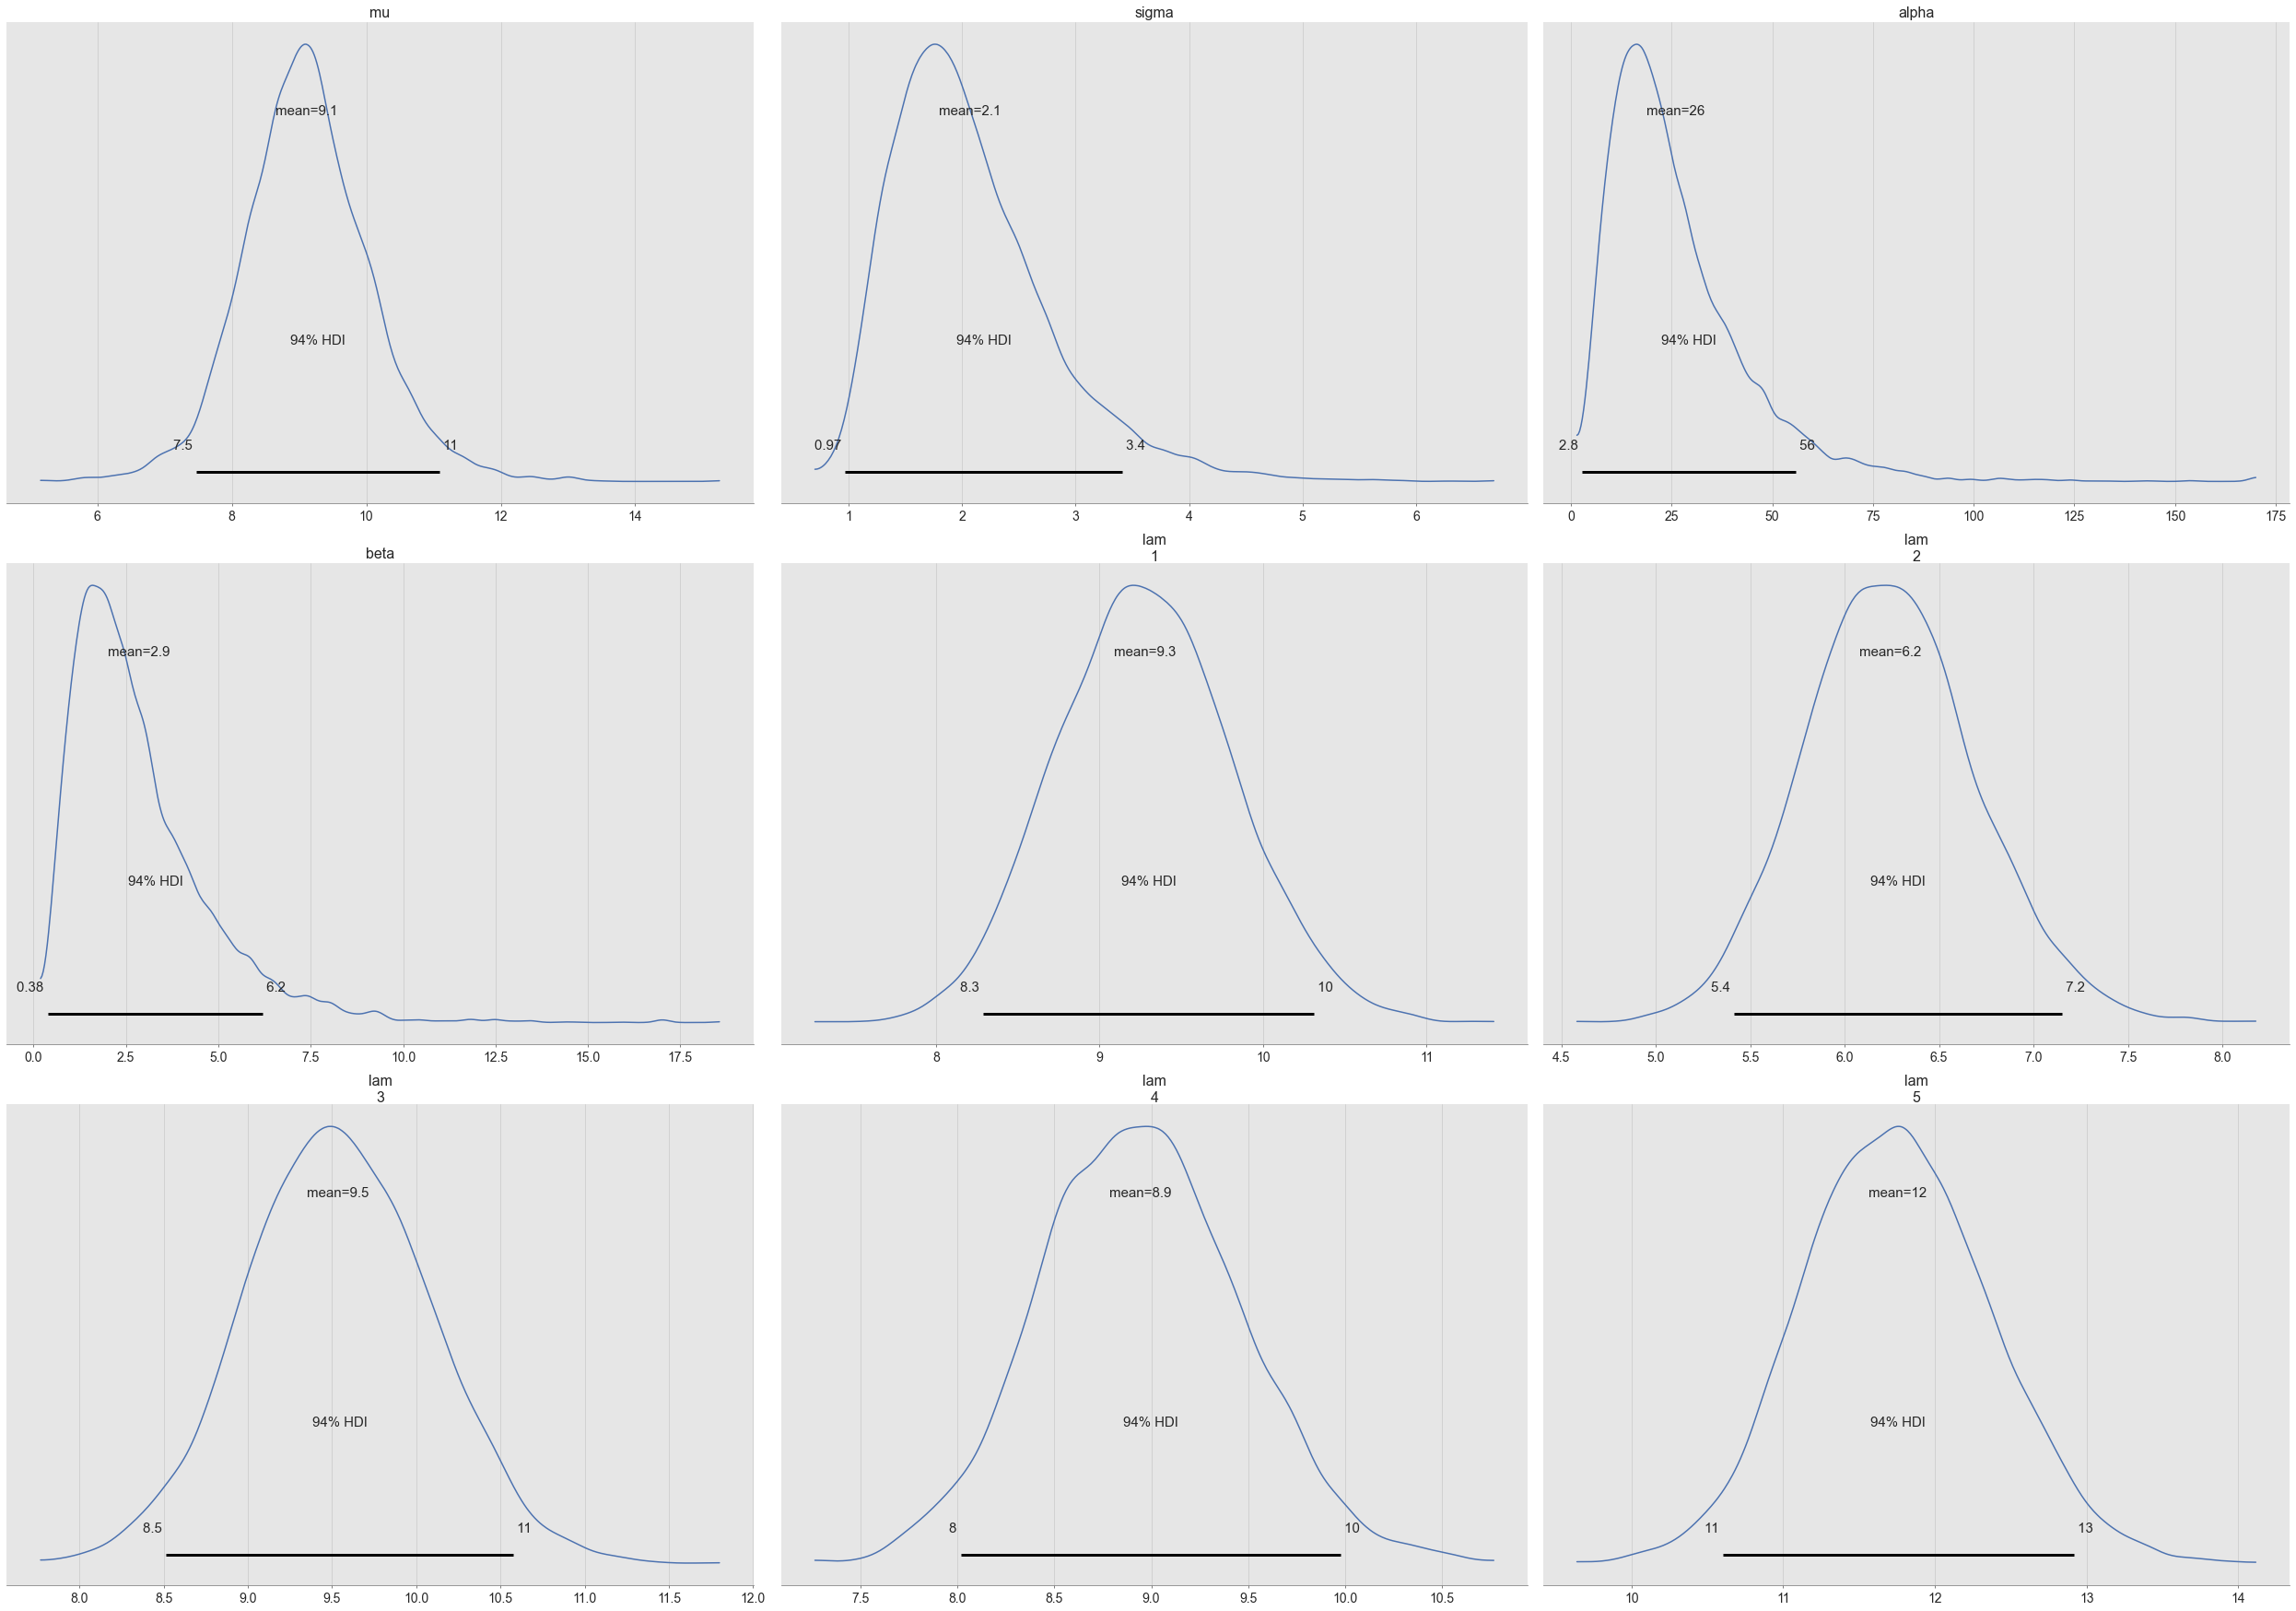 mu
mean=9.1
94% HDI
7.5 11
6 8 10 12 14
sigma
mean=2.1
94% HDI
0.97 3.4
1 2 3 4 5 6
alpha
mean=26
94% HDI
2.8 56
0 25 50 75 100 125 150 175
beta
mean=2.9
94% HDI
0.38 6.2
0.0 2.5 5.0 7.5 10.0 12.5 15.0 17.5
lam
1
mean=9.3
94% HDI
8.3 10
8 9 10 11
lam
2
mean=6.2
94% HDI
5.4 7.2
4.5 5.0 5.5 6.0 6.5 7.0 7.5 8.0
lam
3
mean=9.5
94% HDI
8.5 11
8.0 8.5 9.0 9.5 10.0 10.5 11.0 11.5 12.0
lam
4
mean=8.9
94% HDI
8 10
7.5 8.0 8.5 9.0 9.5 10.0 10.5
lam
5
mean=12
94% HDI
11 13
10 11 12 13 14